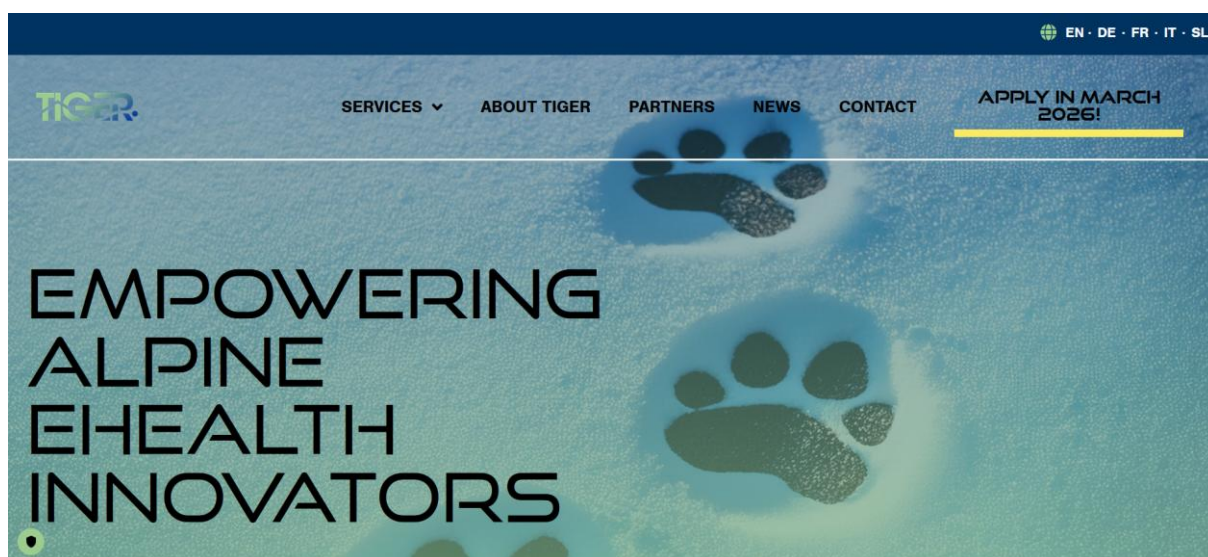 EN · DE · FR · IT · SL
TiGER.
SERVICES
ABOUT TIGER
PARTNERS
NEWS
CONTACT
APPLY IN MARCH
2026!
EMPOWERING
ALPINE
EHEALTH
INNOVATORS